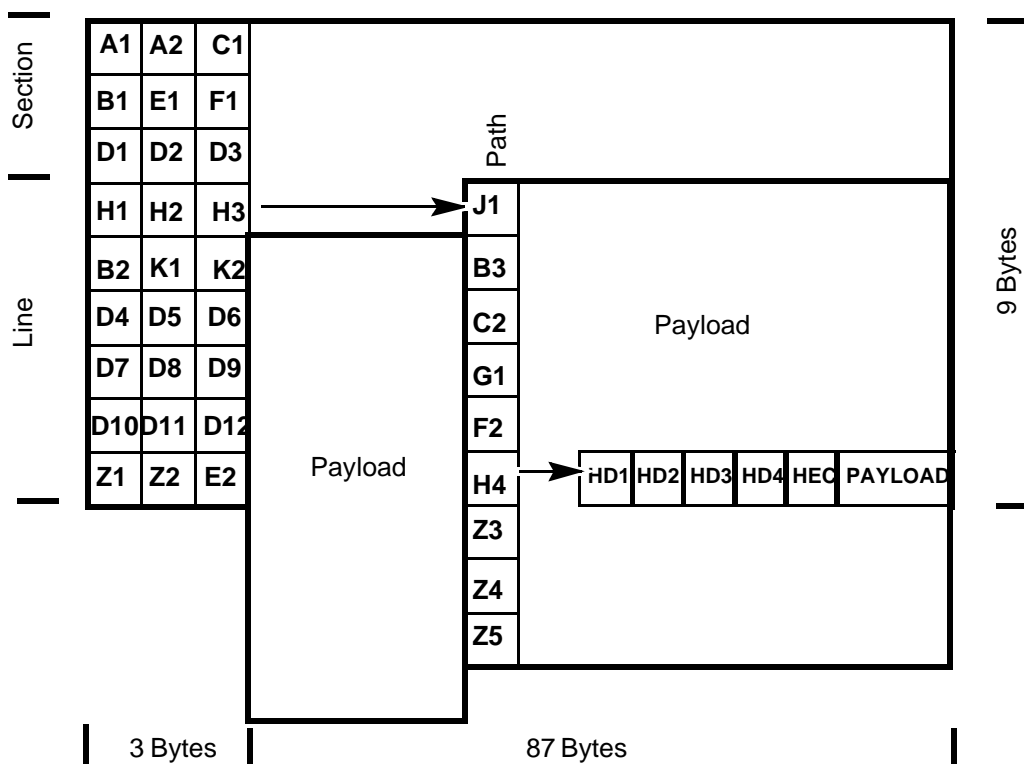 Section
A1 A2 C1
B1 E1 F1
D1 D2 D3
Path
Line
H1 H2 H3
J1
B2 K1 K2
B3
D4 D5 D6
C2
Payload
9 Bytes
D7 D8 D9
G1
D10 D11 D12
F2
Z1 Z2 E2
Payload
H4
HD1 HD2 HD3 HD4 HEC PAYLOAD
Z3
Z4
Z5
3 Bytes
87 Bytes